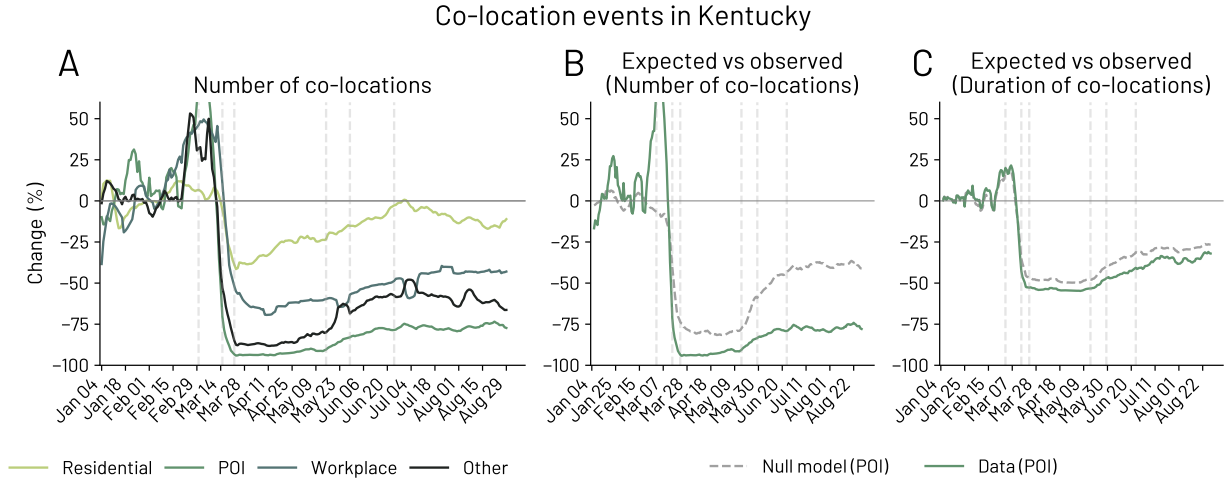 Co-location events in Kentucky
A
Number of co-locations
B
Expected vs observed
(Number of co-locations)
C
Expected vs observed
(Duration of co-locations)
Change (%)
50
25
0
−25
−50
−75
−100
Jan 04
Jan 18
Feb 01
Feb 15
Feb 29
Mar 14
Mar 28
Apr 11
Apr 25
May 09
May 23
Jun 06
Jun 20
Jul 04
Jul 18
Aug 01
Aug 15
Aug 29
50
25
0
−25
−50
−75
−100
Jan 04
Jan 25
Feb 15
Mar 07
Mar 28
Apr 18
May 09
May 30
Jun 20
Jul 11
Aug 01
Aug 22
50
25
0
−25
−50
−75
−100
Jan 04
Jan 25
Feb 15
Mar 07
Mar 28
Apr 18
May 09
May 30
Jun 20
Jul 11
Aug 01
Aug 22
Residential
POI
Workplace
Other
Null model (POI)
Data (POI)